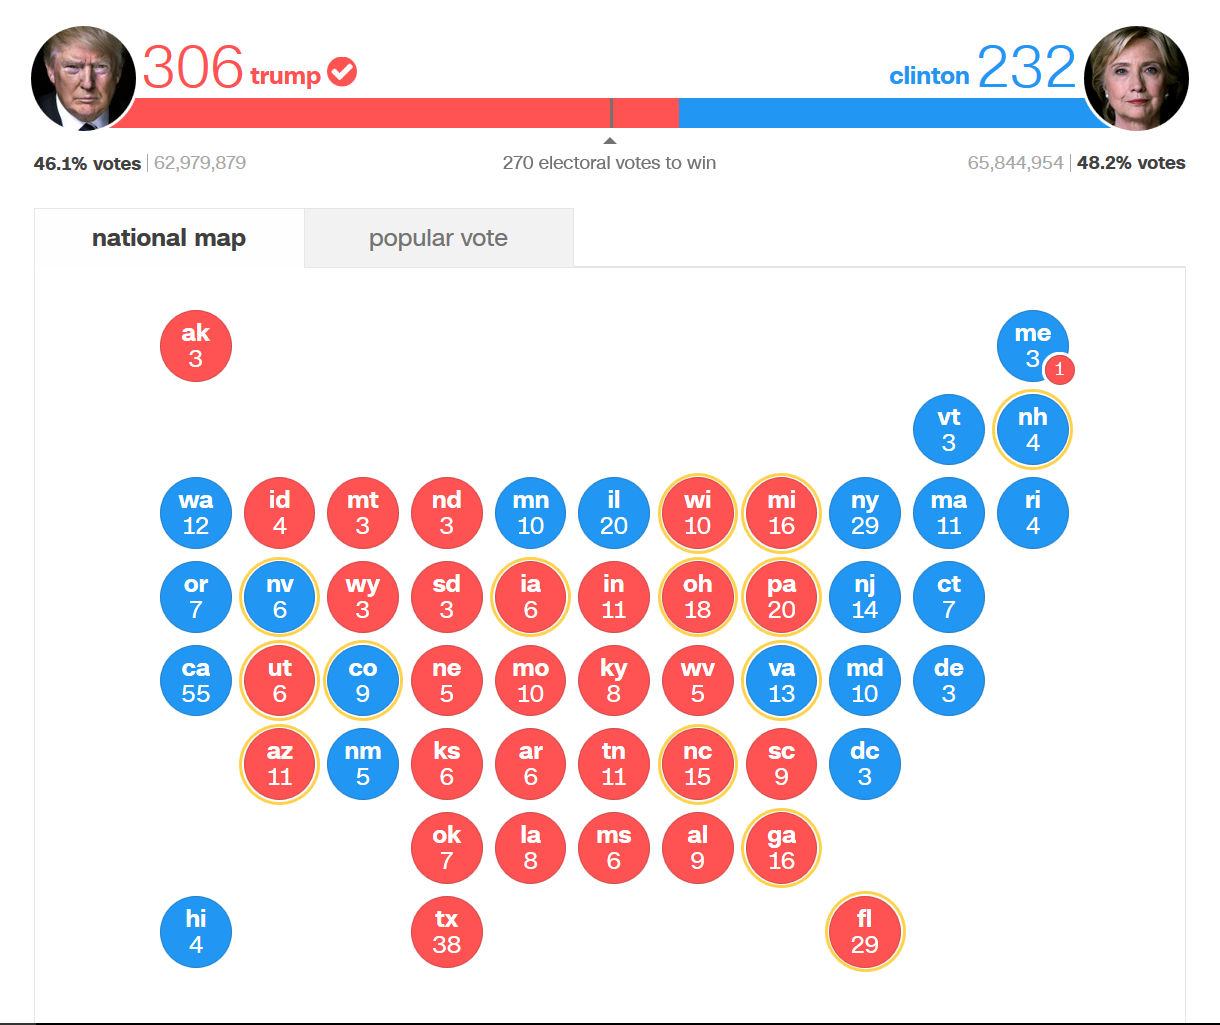 306 trump
clinton 232
46.1% votes | 62,979,879
270 electoral votes to win
65,844,954 | 48.2% votes
national map
popular vote
ak
3
me
3
1
vt
3
nh
4
wa
12
id
4
mt
3
nd
3
mn
10
il
20
wi
10
mi
16
ny
29
ma
11
ri
4
or
7
nv
6
wy
3
sd
3
ia
6
in
11
oh
18
pa
20
nj
14
ct
7
ca
55
ut
6
co
9
ne
5
mo
10
ky
8
wv
5
va
13
md
10
de
3
az
11
nm
5
ks
6
ar
6
tn
11
nc
15
sc
9
dc
3
ok
7
la
8
ms
6
al
9
ga
16
hi
4
tx
38
fl
29